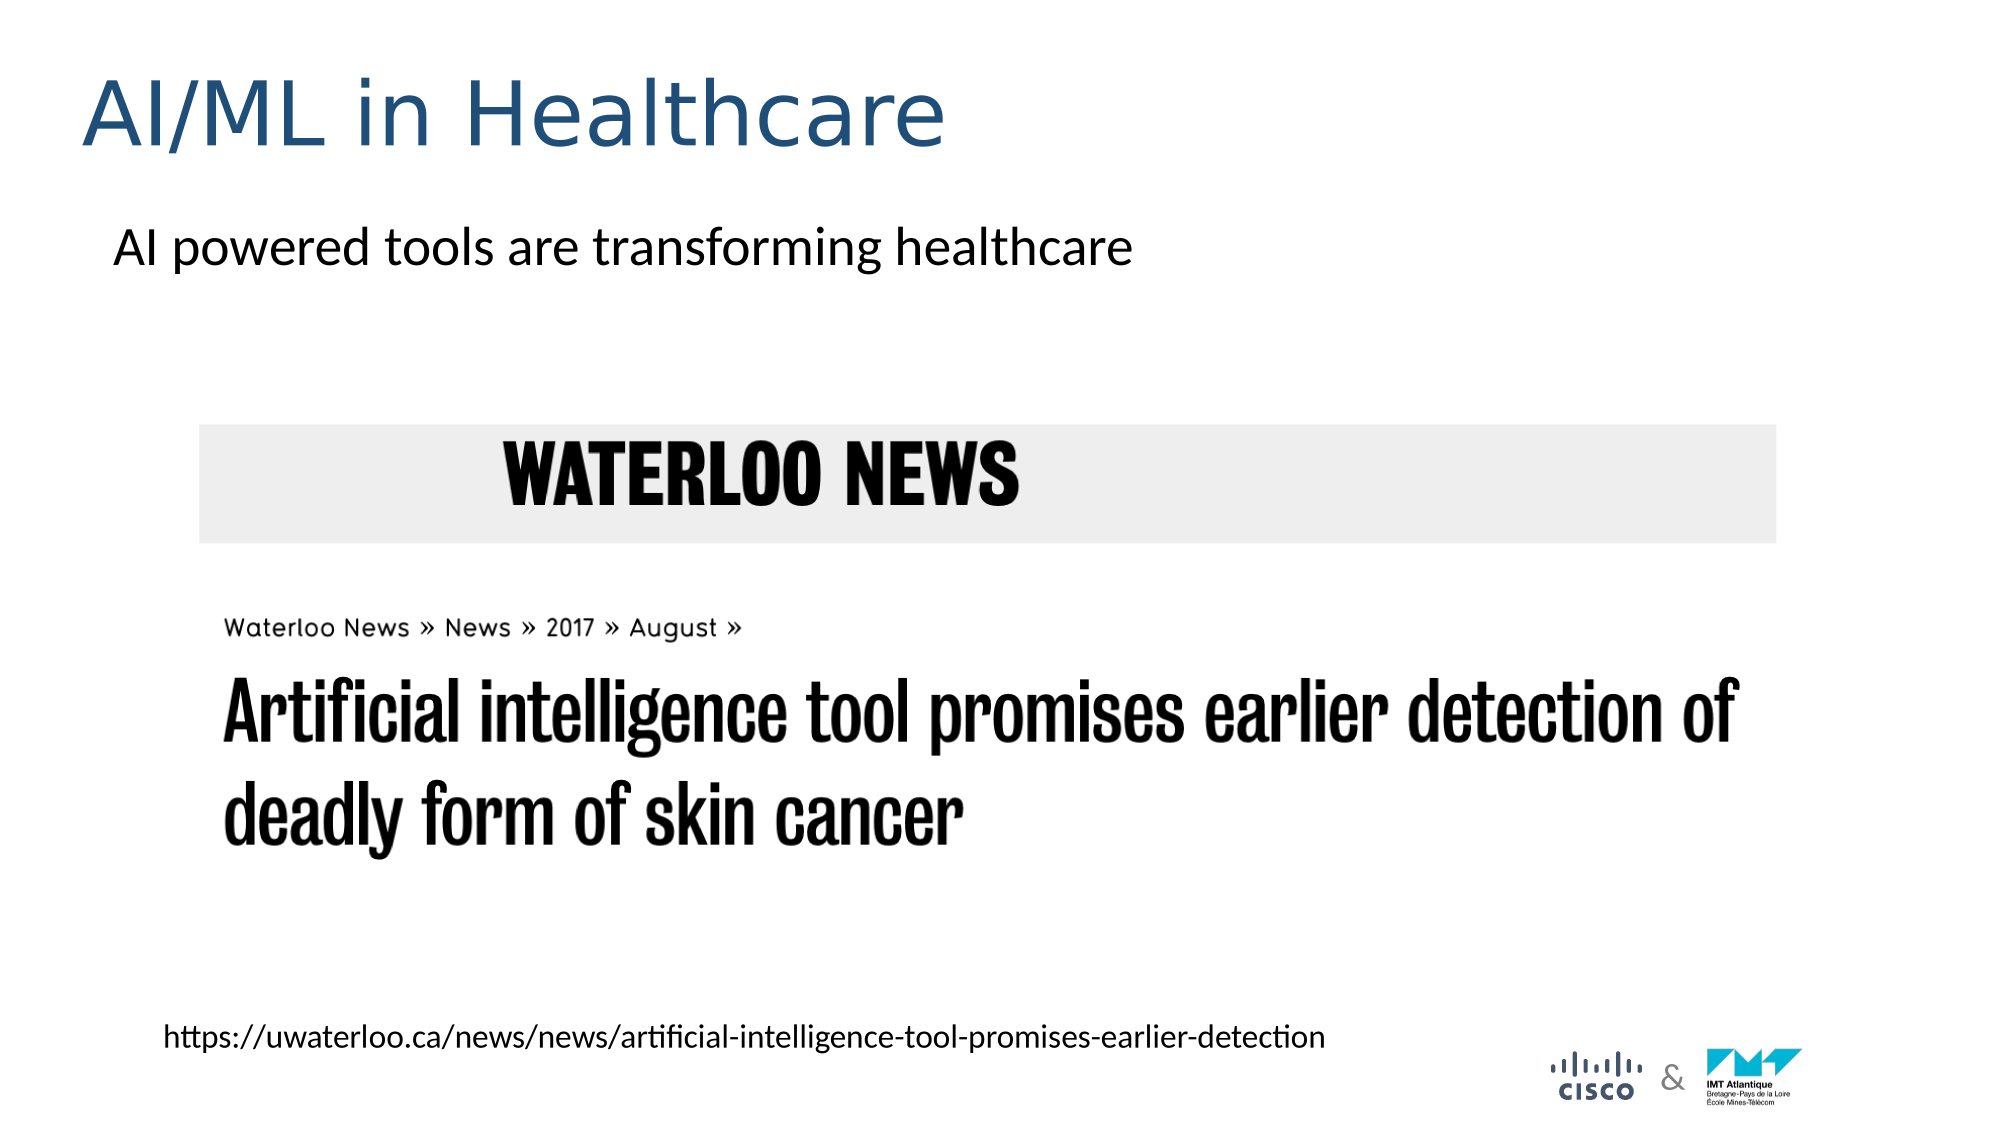 AI/ML in Healthcare
AI powered tools are transforming healthcare
WATERLOO NEWS
Waterloo News » News » 2017 » August »
Artificial intelligence tool promises earlier detection of
deadly form of skin cancer
https://uwaterloo.ca/news/news/artificial-intelligence-tool-promises-earlier-detection
CISCO
&
IMT Atlantique
Bretagne-Pays de la Loire
École Mines-Télécom